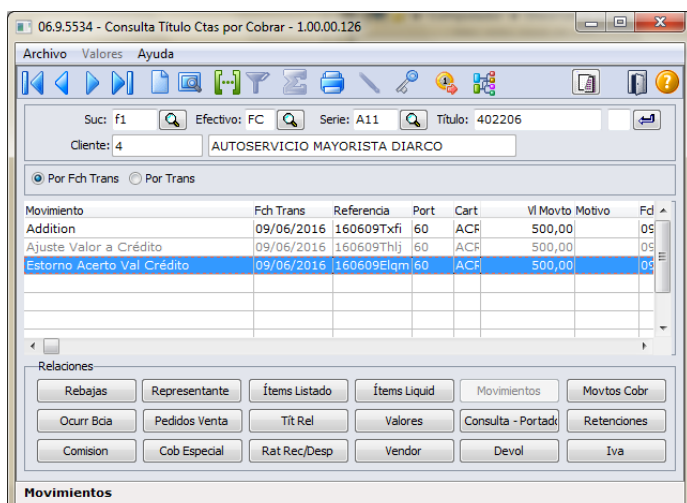 06.9.5534 - Consulta Título Ctas por Cobrar - 1.00.00.126
Archivo Valores Ayuda
Suc: f1 Efectivo: FC Serie: A11 Título: 402206
Cliente: 4 AUTOSERVICIO MAYORISTA DIARCO
Por Fch Trans Por Trans
Movimiento Fch Trans Referencia Port Cart Vl Movto Motivo
Addition 09/06/2016 160609Txfi 60 ACR 500,00 09
Ajuste Valor a Crédito 09/06/2016 160609Thlj 60 ACR 500,00 09
Estorno Acerto Val Crédito 09/06/2016 160609Elqm 60 ACR 500,00 09
Relaciones
Rebajas Representante Ítems Listado Ítems Liquid Movimientos Movtos Cobr
Ocurr Bcia Pedidos Venta Tít Rel Valores Consulta - Portad Retenciones
Comision Cob Especial Rat Rec/Desp Vendor Devol Iva
Movimientos